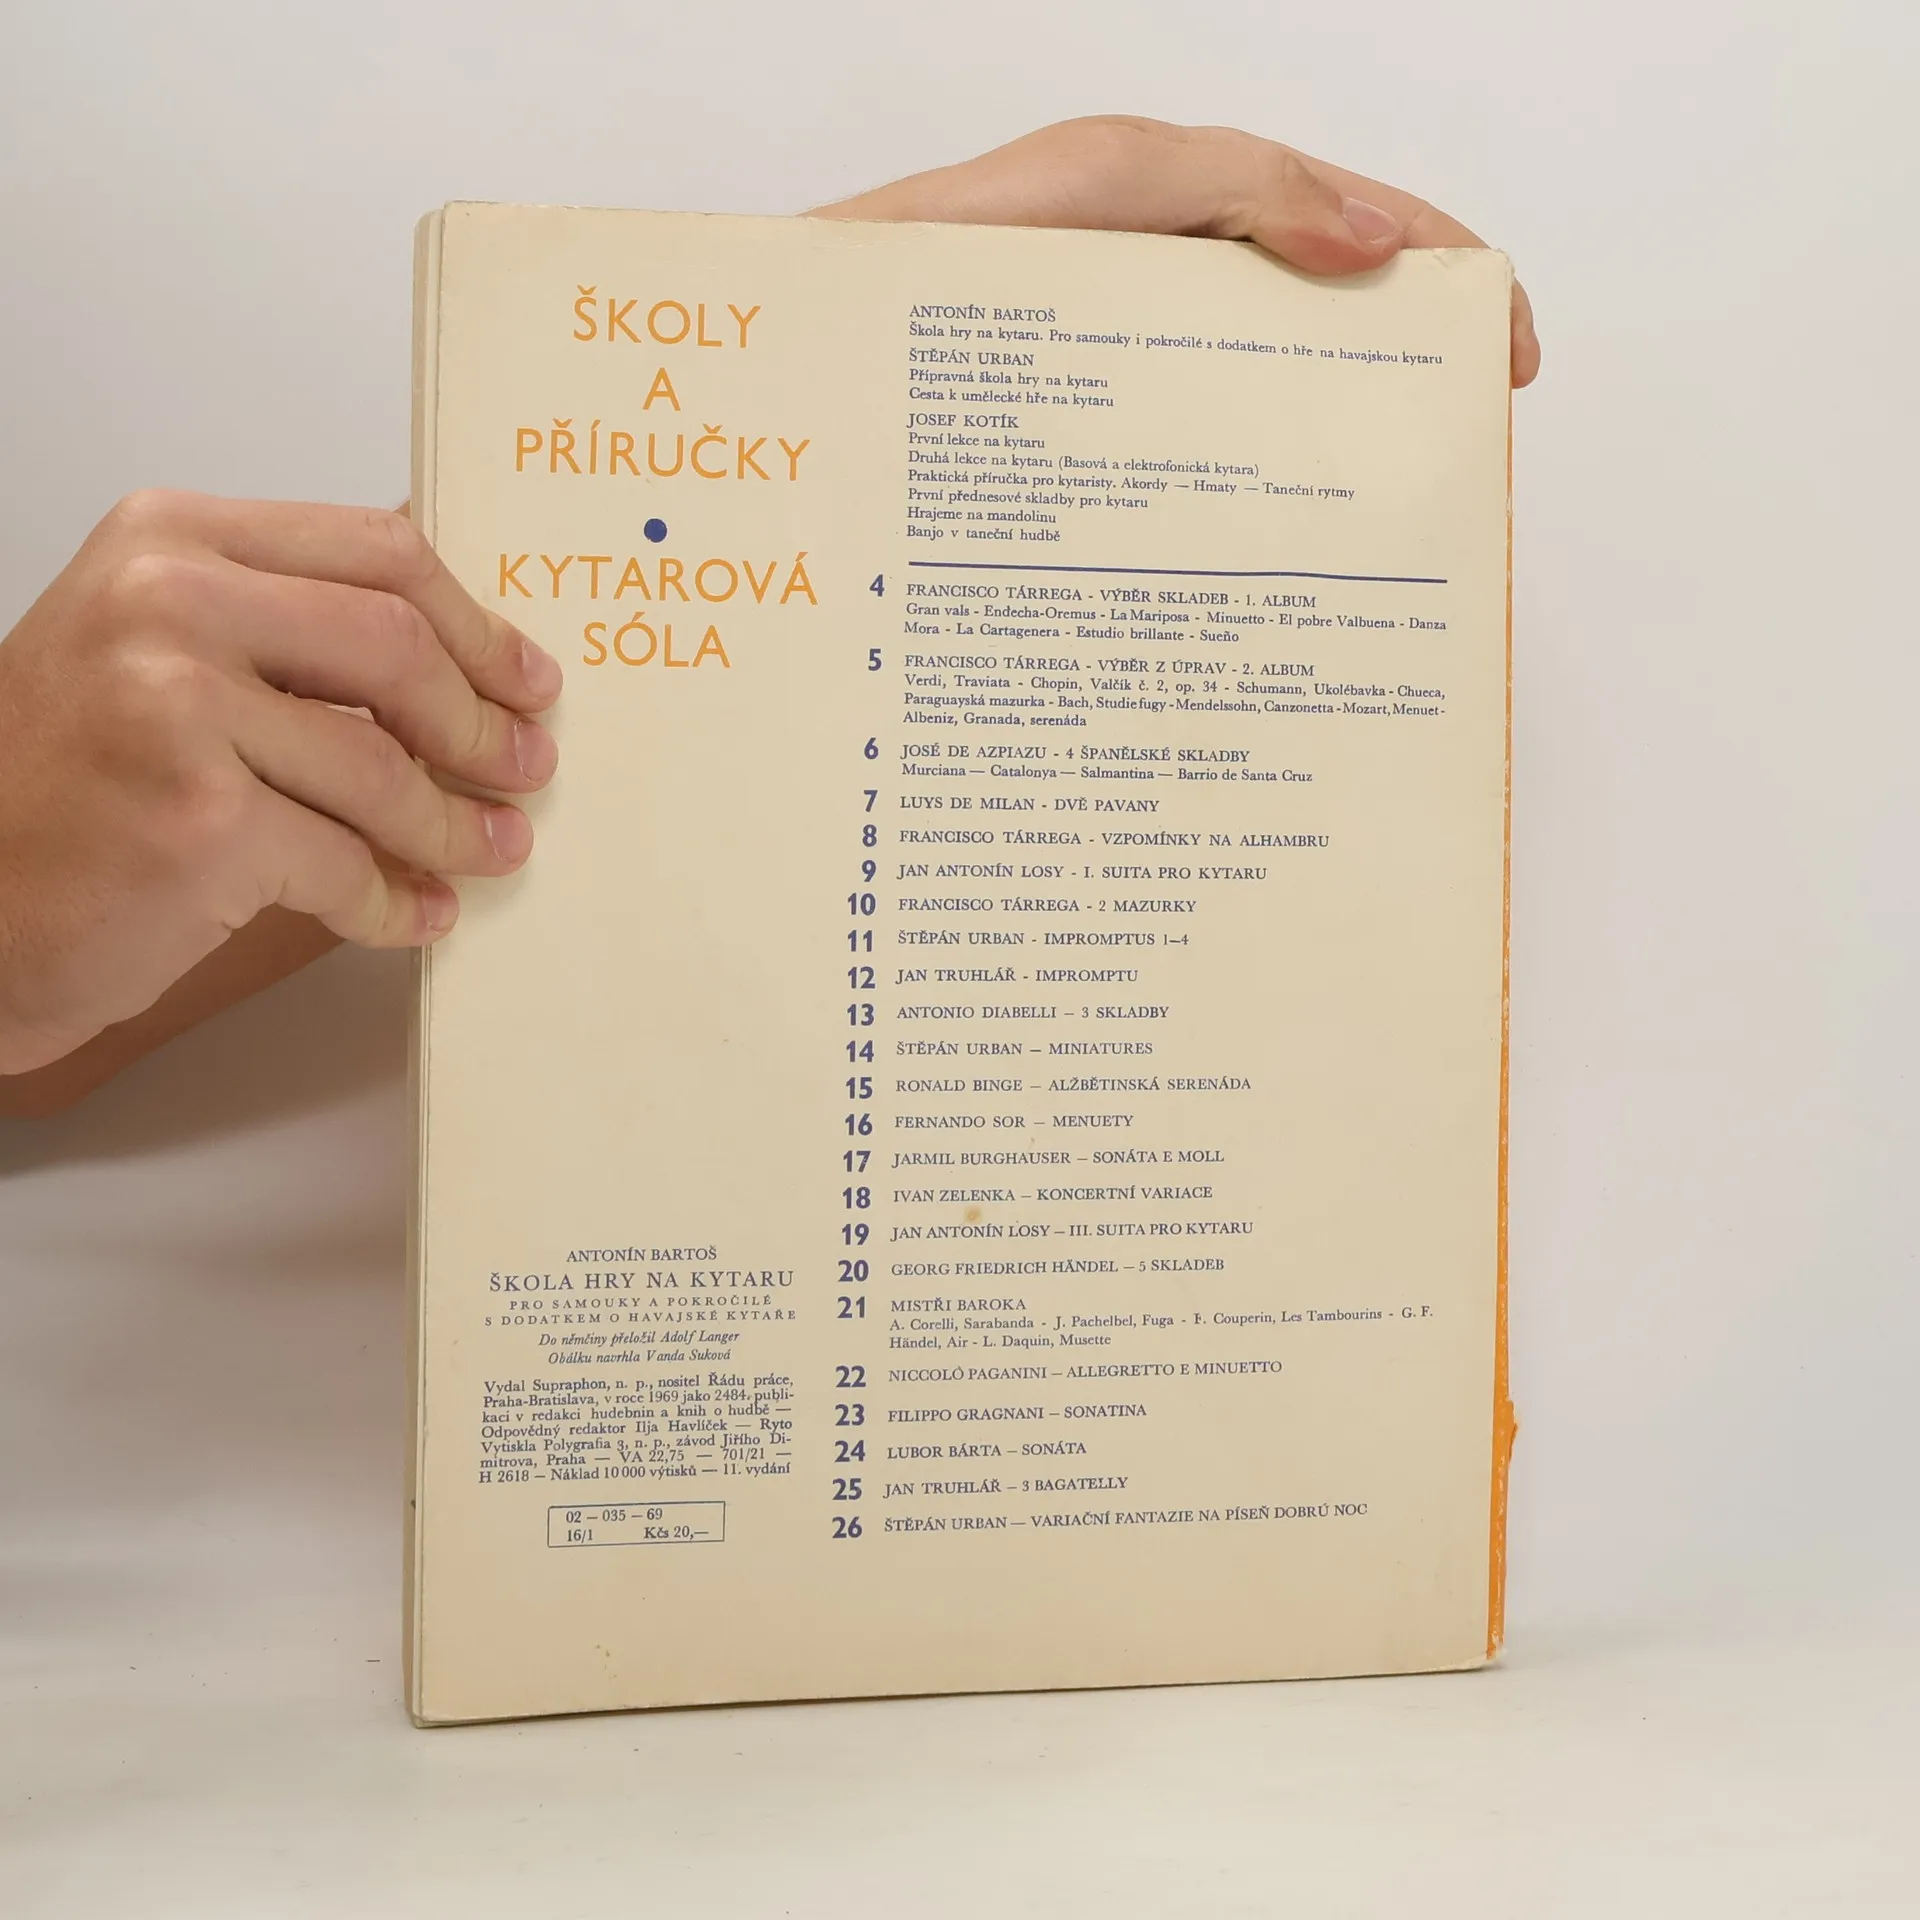 ŠKOLY
A
PŘÍRUČKY
KYTAROVÁ
SÓLA
ANTONÍN BARTOŠ
Škola hry na kytaru. Pro samouky i pokročilé s dodatkem o hře na havajskou kytaru
ŠTĚPÁN URBAN
Přípravná škola hry na kytaru
Cesta k umělecké hře na kytaru
JOSEF KOTÍK
První lekce na kytaru
Druhá lekce na kytaru (Basová a elektrofonická kytara)
Praktická příručka pro kytaristy. Akordy — Hmaty — Taneční rytmy
První přednesové skladby pro kytaru
Hrajeme na mandolinu
Banjo v taneční hudbě
4 FRANCISCO TÁRREGA - VÝBĚR SKLADEB - 1. ALBUM
Gran vals - Endecha-Oremus - La Mariposa - Minuetto - El pobre Valbuena - Danza
Mora - La Cartagenera - Estudio brillante - Sueño
5 FRANCISCO TÁRREGA - VÝBĚR Z ÚPRAV - 2. ALBUM
Verdi, Traviata - Chopin, Valčík č. 2, op. 34 - Schumann, Ukolébavka - Chueca,
Paraguayská mazurka - Bach, Studie fugy - Mendelssohn, Canzonetta - Mozart, Menuet -
Albeniz, Granada, serenáda
6 JOSÉ DE AZPIAZU - 4 ŠPANĚLSKÉ SKLADBY
Murciana — Catalonya — Salmantina — Barrio de Santa Cruz
7 LUYS DE MILAN - DVĚ PAVANY
8 FRANCISCO TÁRREGA - VZPOMÍNKY NA ALHAMBRU
9 JAN ANTONÍN LOSY - I. SUITA PRO KYTARU
10 FRANCISCO TÁRREGA - 2 MAZURKY
11 ŠTĚPÁN URBAN - IMPROMPTUS 1–4
12 JAN TRUHLÁŘ - IMPROMPTU
13 ANTONIO DIABELLI – 3 SKLADBY
14 ŠTĚPÁN URBAN – MINIATURES
15 RONALD BINGE – ALŽBĚTINSKÁ SERENÁDA
16 FERNANDO SOR – MENUETY
17 JARMIL BURGHAUSER – SONÁTA E MOLL
18 IVAN ZELENKA – KONCERTNÍ VARIACE
19 JAN ANTONÍN LOSY – III. SUITA PRO KYTARU
20 GEORG FRIEDRICH HÄNDEL – 5 SKLADEB
21 MISTŘI BAROKA
A. Corelli, Sarabanda - J. Pachelbel, Fuga - F. Couperin, Les Tambourins - G. F.
Händel, Air - L. Daquin, Musette
22 NICCOLÒ PAGANINI – ALLEGRETTO E MINUETTO
23 FILIPPO GRAGNANI – SONATINA
24 LUBOR BÁRTA – SONÁTA
25 JAN TRUHLÁŘ – 3 BAGATELLY
26 ŠTĚPÁN URBAN — VARIAČNÍ FANTAZIE NA PÍSEŇ DOBRÚ NOC
ANTONÍN BARTOŠ
ŠKOLA HRY NA KYTARU
PRO SAMOUKY A POKROČILÉ
S DODATKEM O HAVAJSKÉ KYTAŘE
Do němčiny přeložil Adolf Langer
Obálku navrhla Vanda Suková
Vydal Supraphon, n. p., nositel Řádu práce,
Praha-Bratislava, v roce 1969 jako 2484. publi-
kaci v redakci hudebnin a knih o hudbě —
Odpovědný redaktor Ilja Havlíček — Ryto
Vytiskla Polygrafia 3, n. p., závod Jiřího Di-
mitrova, Praha — VA 22,75 — 701/21 —
H 2618 – Náklad 10 000 výtisků — 11. vydání
02 – 035 – 69
16/1 Kčs 20,—